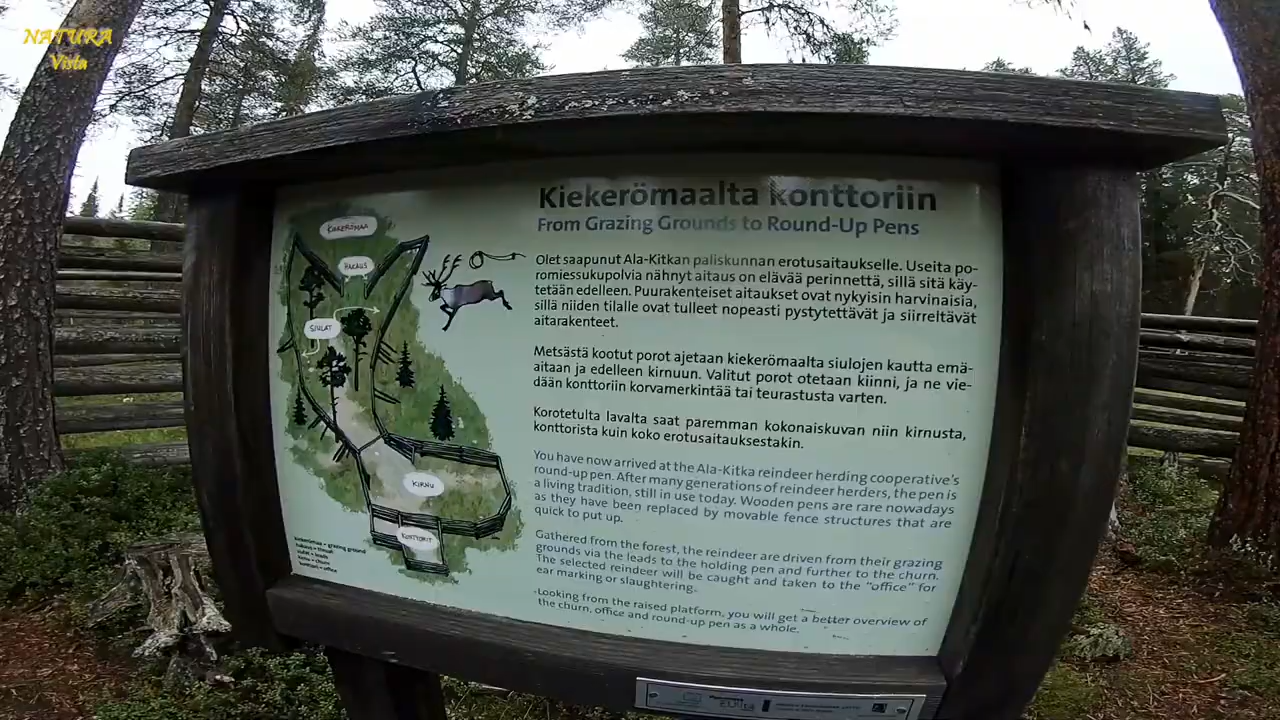 NATURA
Vista
Kiekerömaalta konttoriin
From Grazing Grounds to Round-Up Pens
Olet saapunut Ala-Kitkan paliskunnan erotusaitaukselle. Useita po-
romiessukupolvia nähnyt aitaus on elävää perinnettä, sillä sitä käy-
tetään edelleen. Puurakenteiset aitaukset ovat nykyisin harvinaisia,
sillä niiden tilalle ovat tulleet nopeasti pystytettävät ja siirreltävät
aitarakenteet.
Metsästä kootut porot ajetaan kiekerömaalta siulojen kautta emä-
aitaan ja edelleen kirnuun. Valitut porot otetaan kiinni, ja ne vie-
dään konttoriin korvamerkintää tai teurastusta varten.
Korotetulta lavalta saat paremman kokonaiskuvan niin kirnusta,
konttorista kuin koko erotusaitauksestakin.
You have now arrived at the Ala-Kitka reindeer herding cooperative's
round-up pen. After many generations of reindeer herders, the pen is
a living tradition, still in use today. Wooden pens are rare nowadays
as they have been replaced by movable fence structures that are
quick to put up.
Gathered from the forest, the reindeer are driven from their grazing
grounds via the leads to the holding pen and further to the churn.
The selected reindeer will be caught and taken to the "office" for
ear marking or slaughtering.
Looking from the raised platform, you will get a better overview of
the churn, office and round-up pen as a whole.
KIEKERÖMAA
HAKAUS
SIULAT
KIRNU
KONTTORIT
kiekerömaa = grazing ground
siulat = leads
kirnu = churn
konttori = office